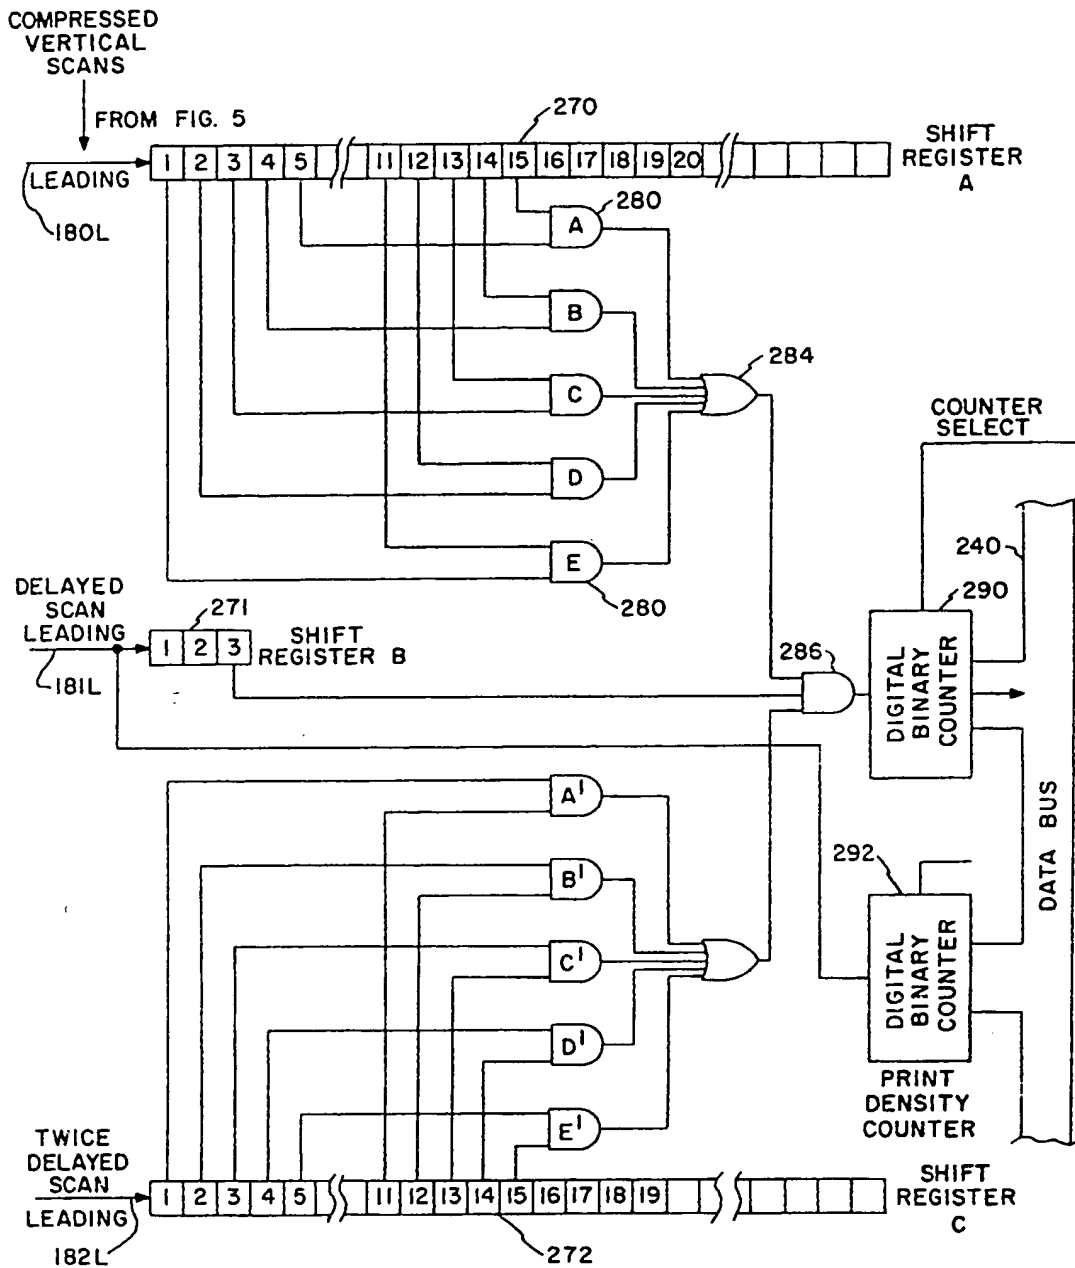 COMPRESSED
VERTICAL
SCANS
FROM FIG. 5
270
1 2 3 4 5 11 12 13 14 15 16 17 18 19 20
SHIFT
REGISTER
A
LEADING
180L
280
A
B
C
D
E
280
284
COUNTER
SELECT
240
290
DELAYED
SCAN
LEADING
271
1 2 3
SHIFT
REGISTER B
181L
286
DIGITAL
BINARY
COUNTER
A'
B'
C'
D'
E'
292
DIGITAL
BINARY
COUNTER
DATA BUS
PRINT
DENSITY
COUNTER
TWICE
DELAYED
SCAN
LEADING
182L
1 2 3 4 5 11 12 13 14 15 16 17 18 19
SHIFT
REGISTER
C
272